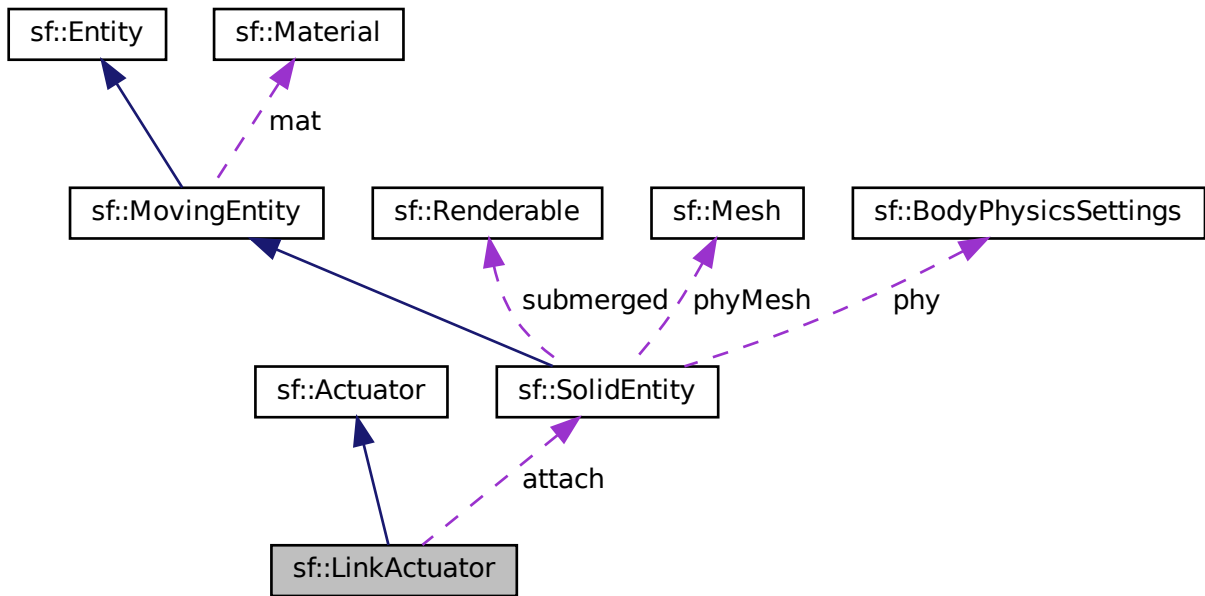 sf::Entity
sf::Material
mat
sf::MovingEntity
sf::Renderable
sf::Mesh
sf::BodyPhysicsSettings
submerged
phyMesh
phy
sf::Actuator
sf::SolidEntity
attach
sf::LinkActuator